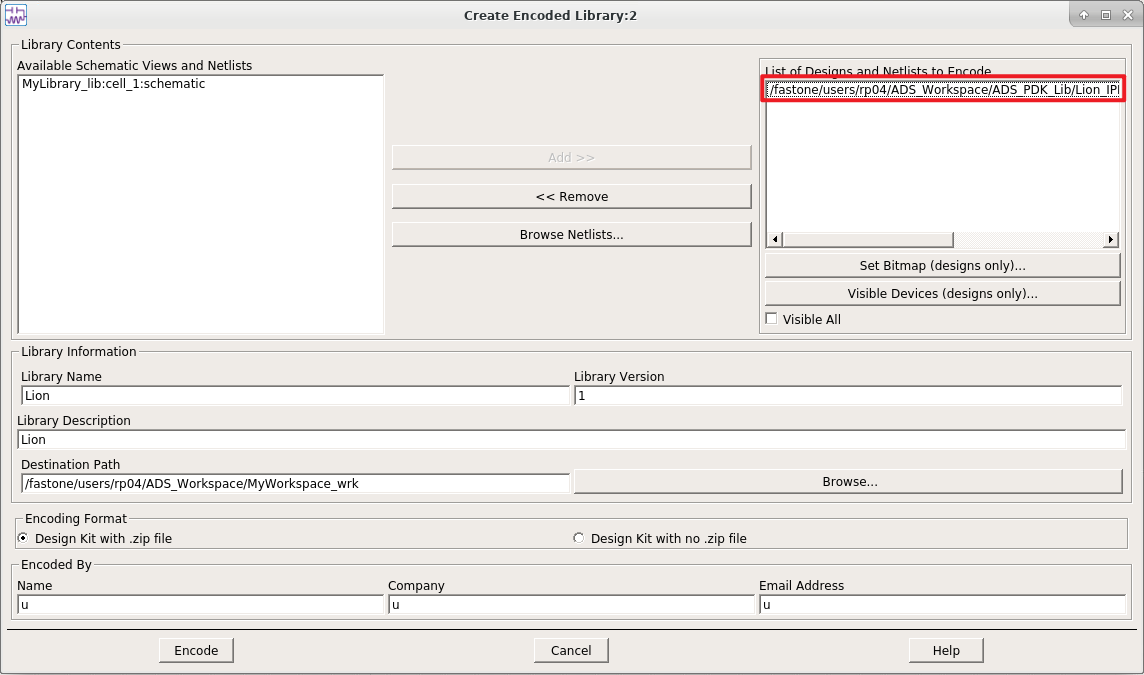 Create Encoded Library:2
Library Contents
Available Schematic Views and Netlists
MyLibrary_lib:cell_1:schematic
Add >>
<< Remove
Browse Netlists...
List of Designs and Netlists to Encode
/fastone/users/rp04/ADS_Workspace/ADS_PDK_Lib/Lion_IP
Set Bitmap (designs only)...
Visible Devices (designs only)...
Visible All
Library Information
Library Name
Library Version
Lion
1
Library Description
Lion
Destination Path
/fastone/users/rp04/ADS_Workspace/MyWorkspace_wrk
Browse...
Encoding Format
Design Kit with .zip file
Design Kit with no .zip file
Encoded By
Name
Company
Email Address
u
u
u
Encode
Cancel
Help